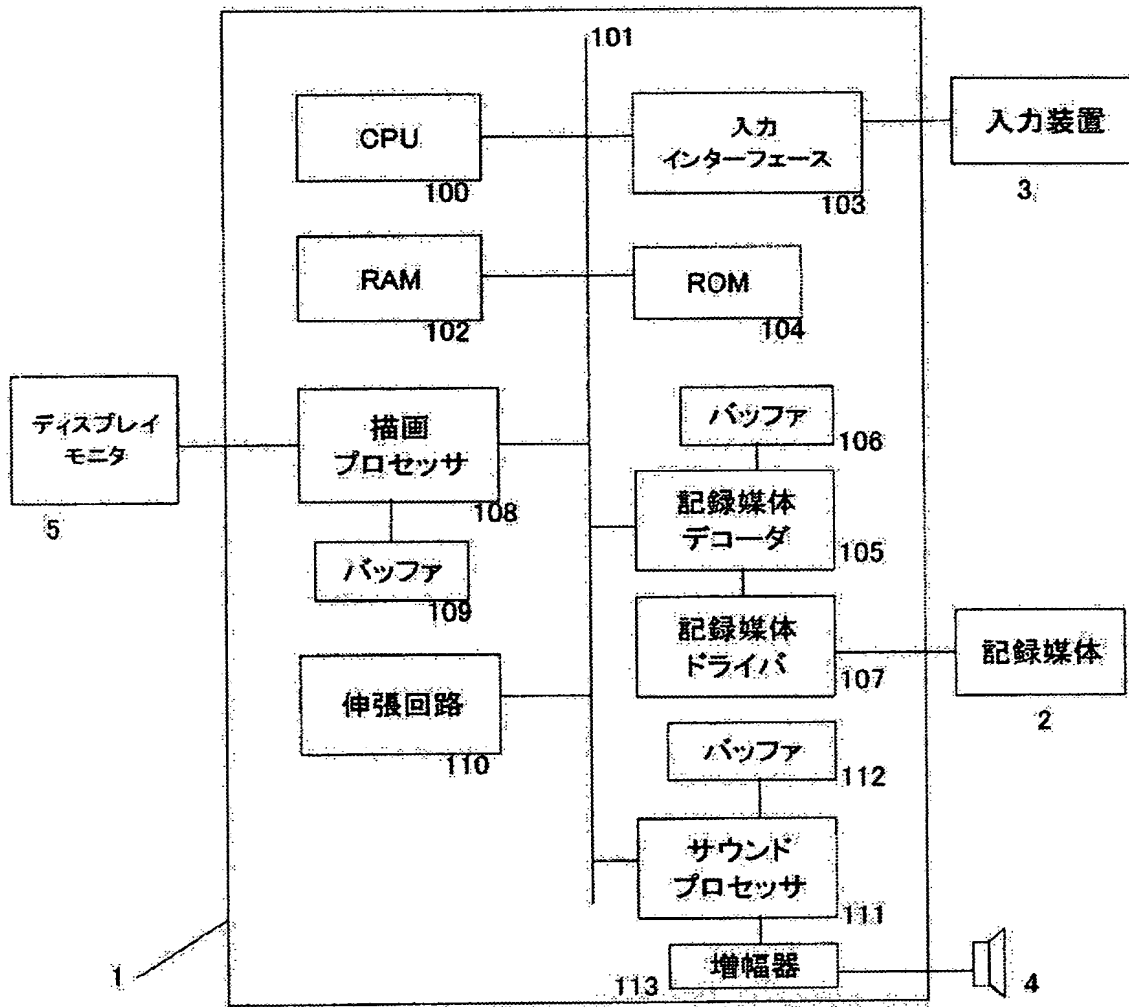 101
CPU
100
入力
インターフェース
103
入力装置
3
RAM
102
ROM
104
ディスプレイ
モニタ
5
描画
プロセッサ
108
バッファ
109
バッファ
106
記録媒体
デコーダ
105
記録媒体
ドライバ
107
記録媒体
2
伸張回路
110
バッファ
112
サウンド
プロセッサ
111
増幅器
113
4
1